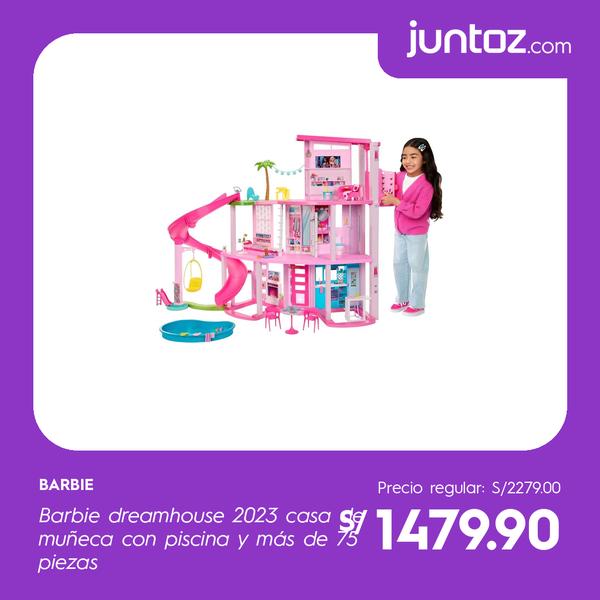 juntoz.com
BARBIE
Barbie dreamhouse 2023 casa de
muñeca con piscina y más de 75
piezas
Precio regular: S/2279.00
S/ 1479.90